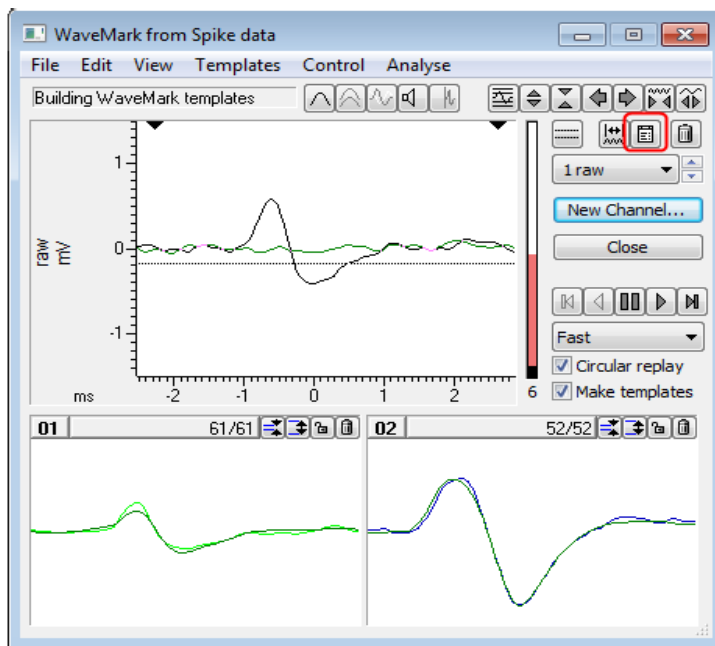 WaveMark from Spike data
File Edit View Templates Control Analyse
Building WaveMark templates
1 raw
New Channel...
Close
Fast
Circular replay
Make templates
raw
mV
1
0
-1
ms
-2
-1
0
1
2
6
01
61/61
02
52/52